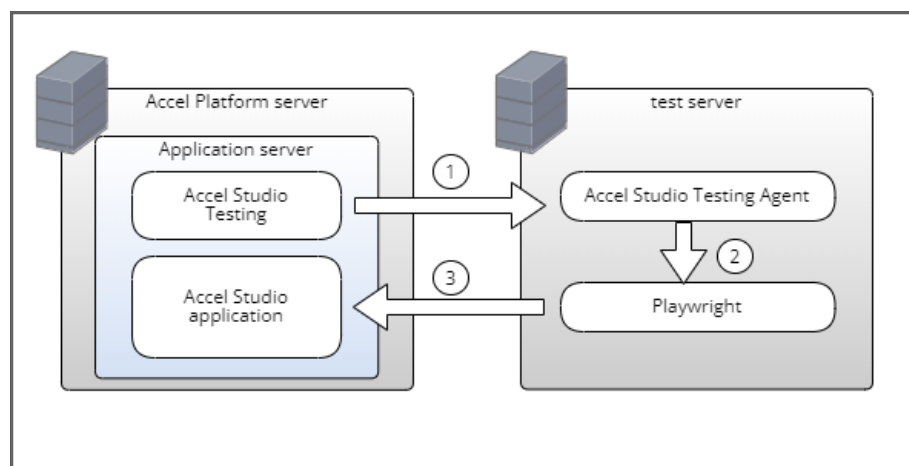 Accel Platform server
Application server
Accel Studio
Testing
Accel Studio
application
1
3
test server
Accel Studio Testing Agent
2
Playwright